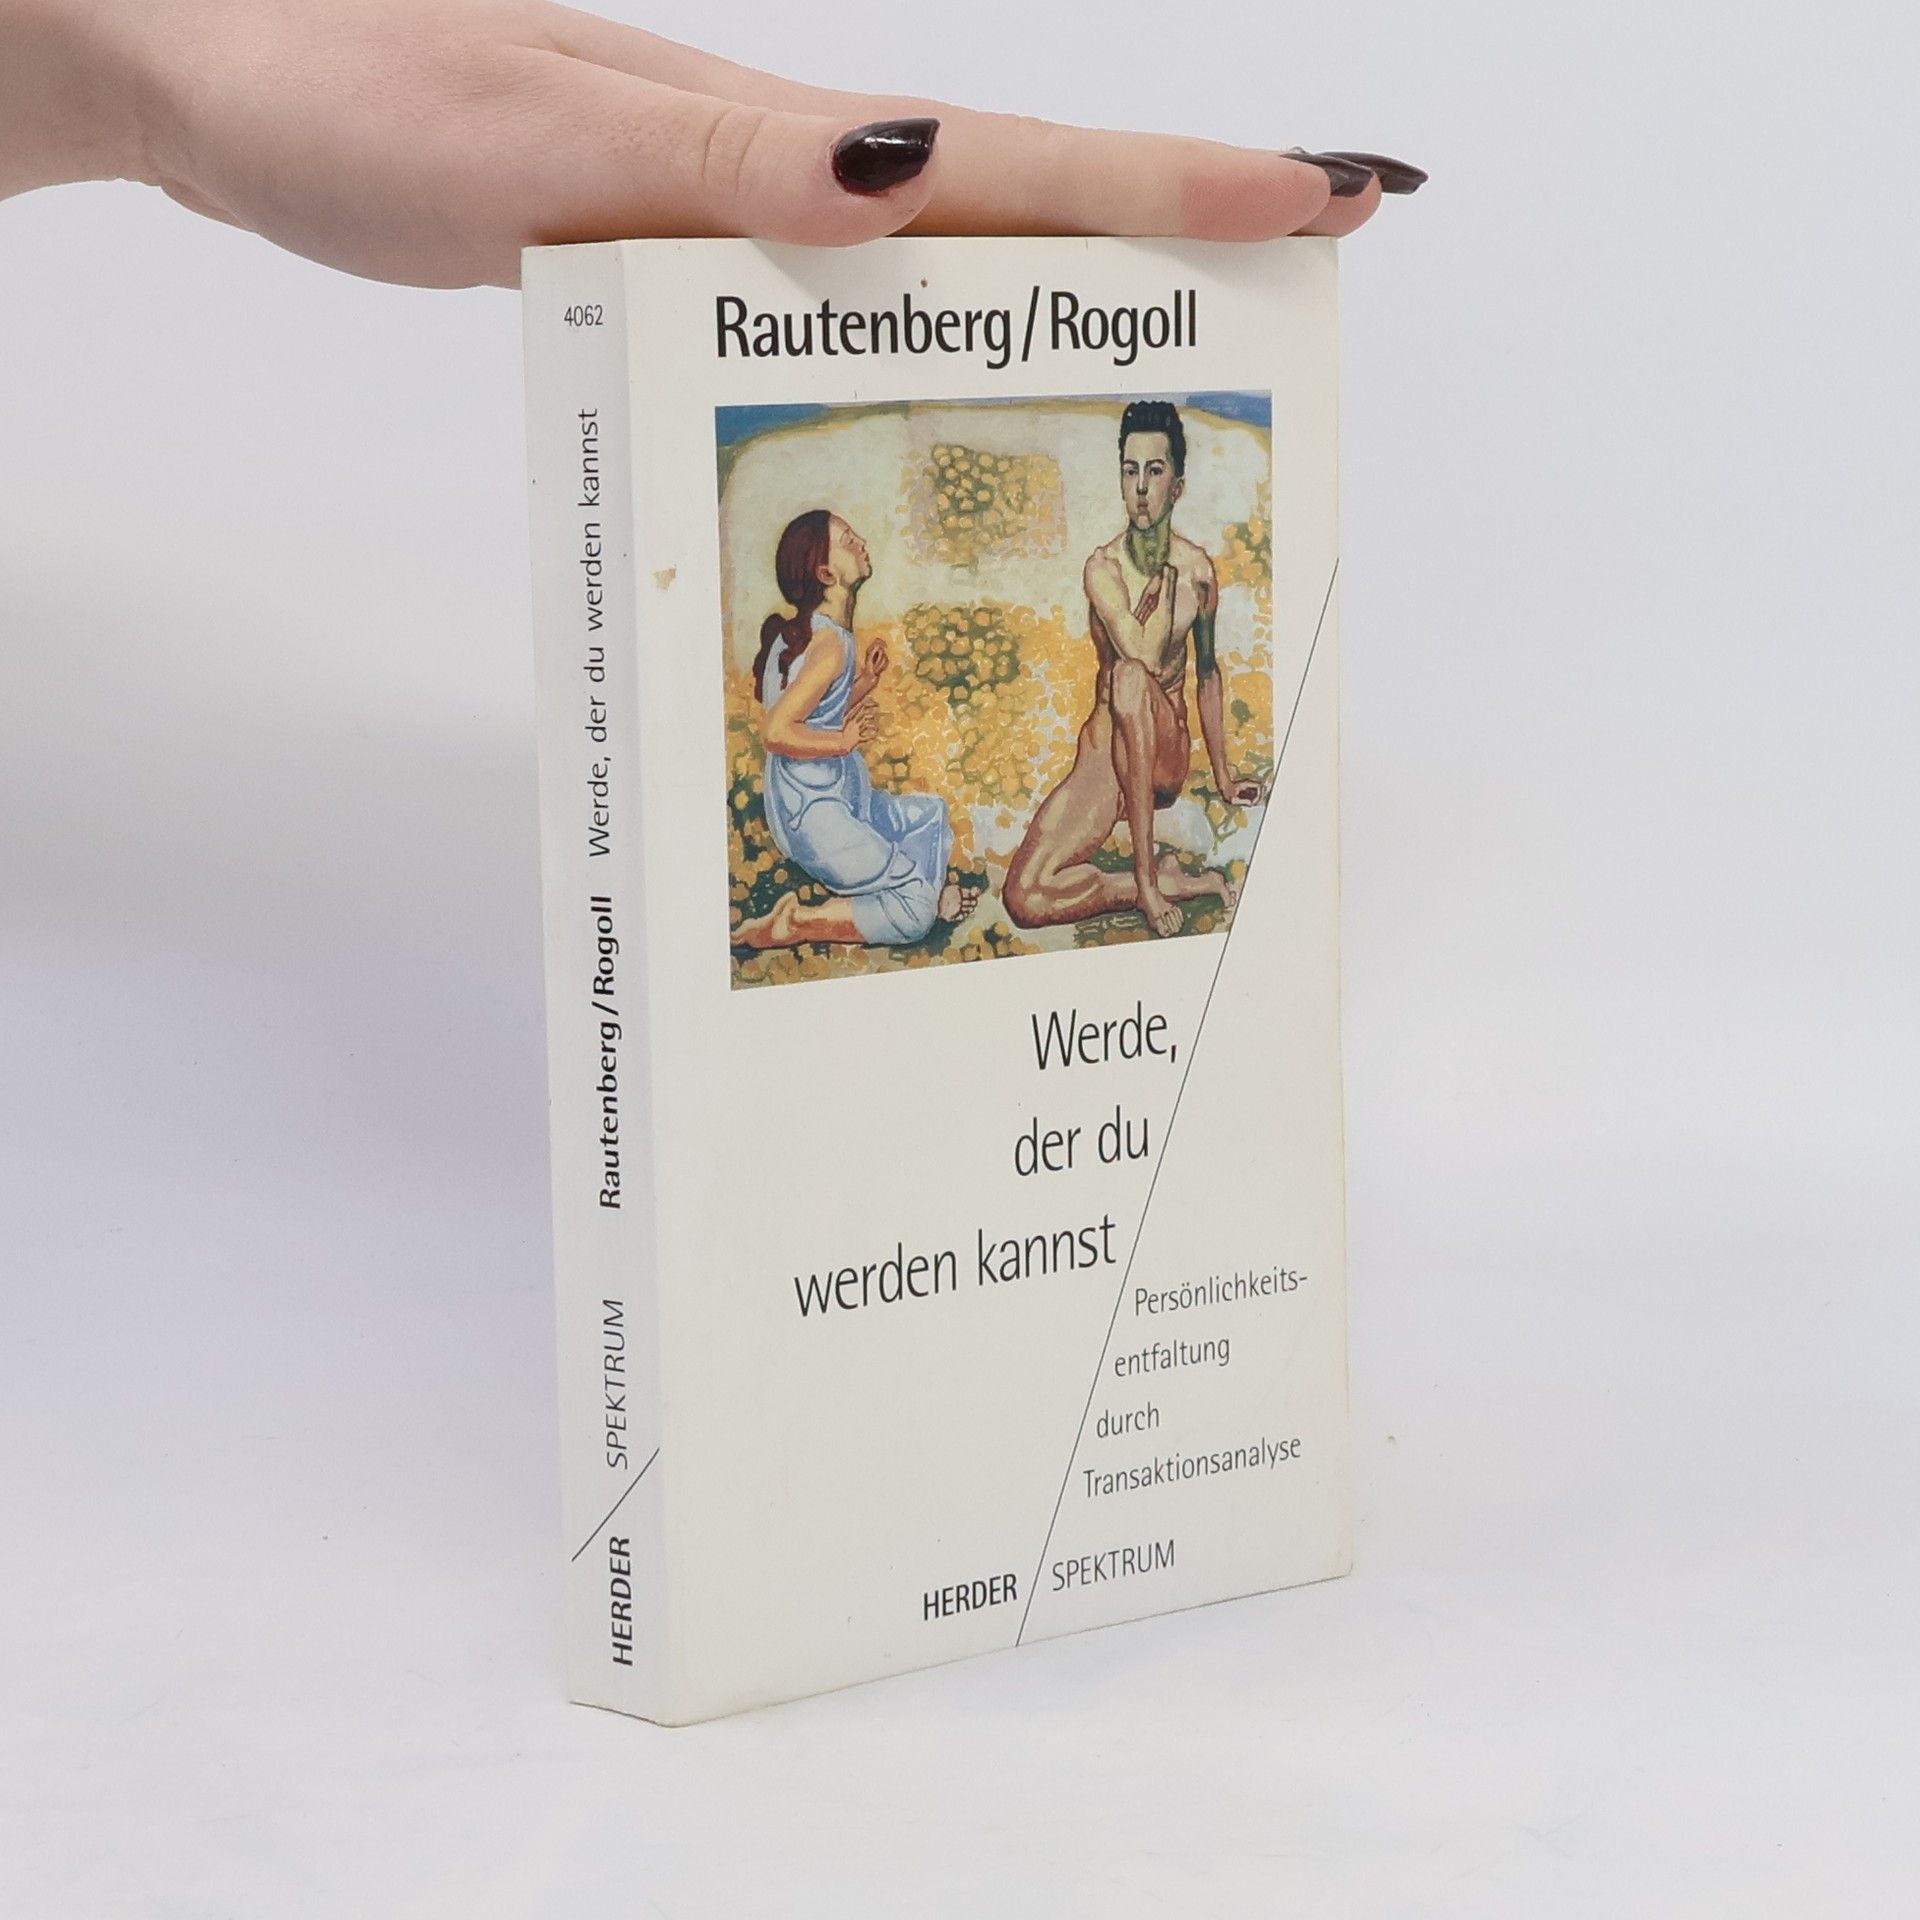 4062
Rautenberg/Rogoll Werde, der du werden kannst
HERDER SPEKTRUM
Rautenberg/Rogoll
Werde,
der du
werden kannst
Persönlichkeits-
entfaltung
durch
Transaktionsanalyse
HERDER SPEKTRUM